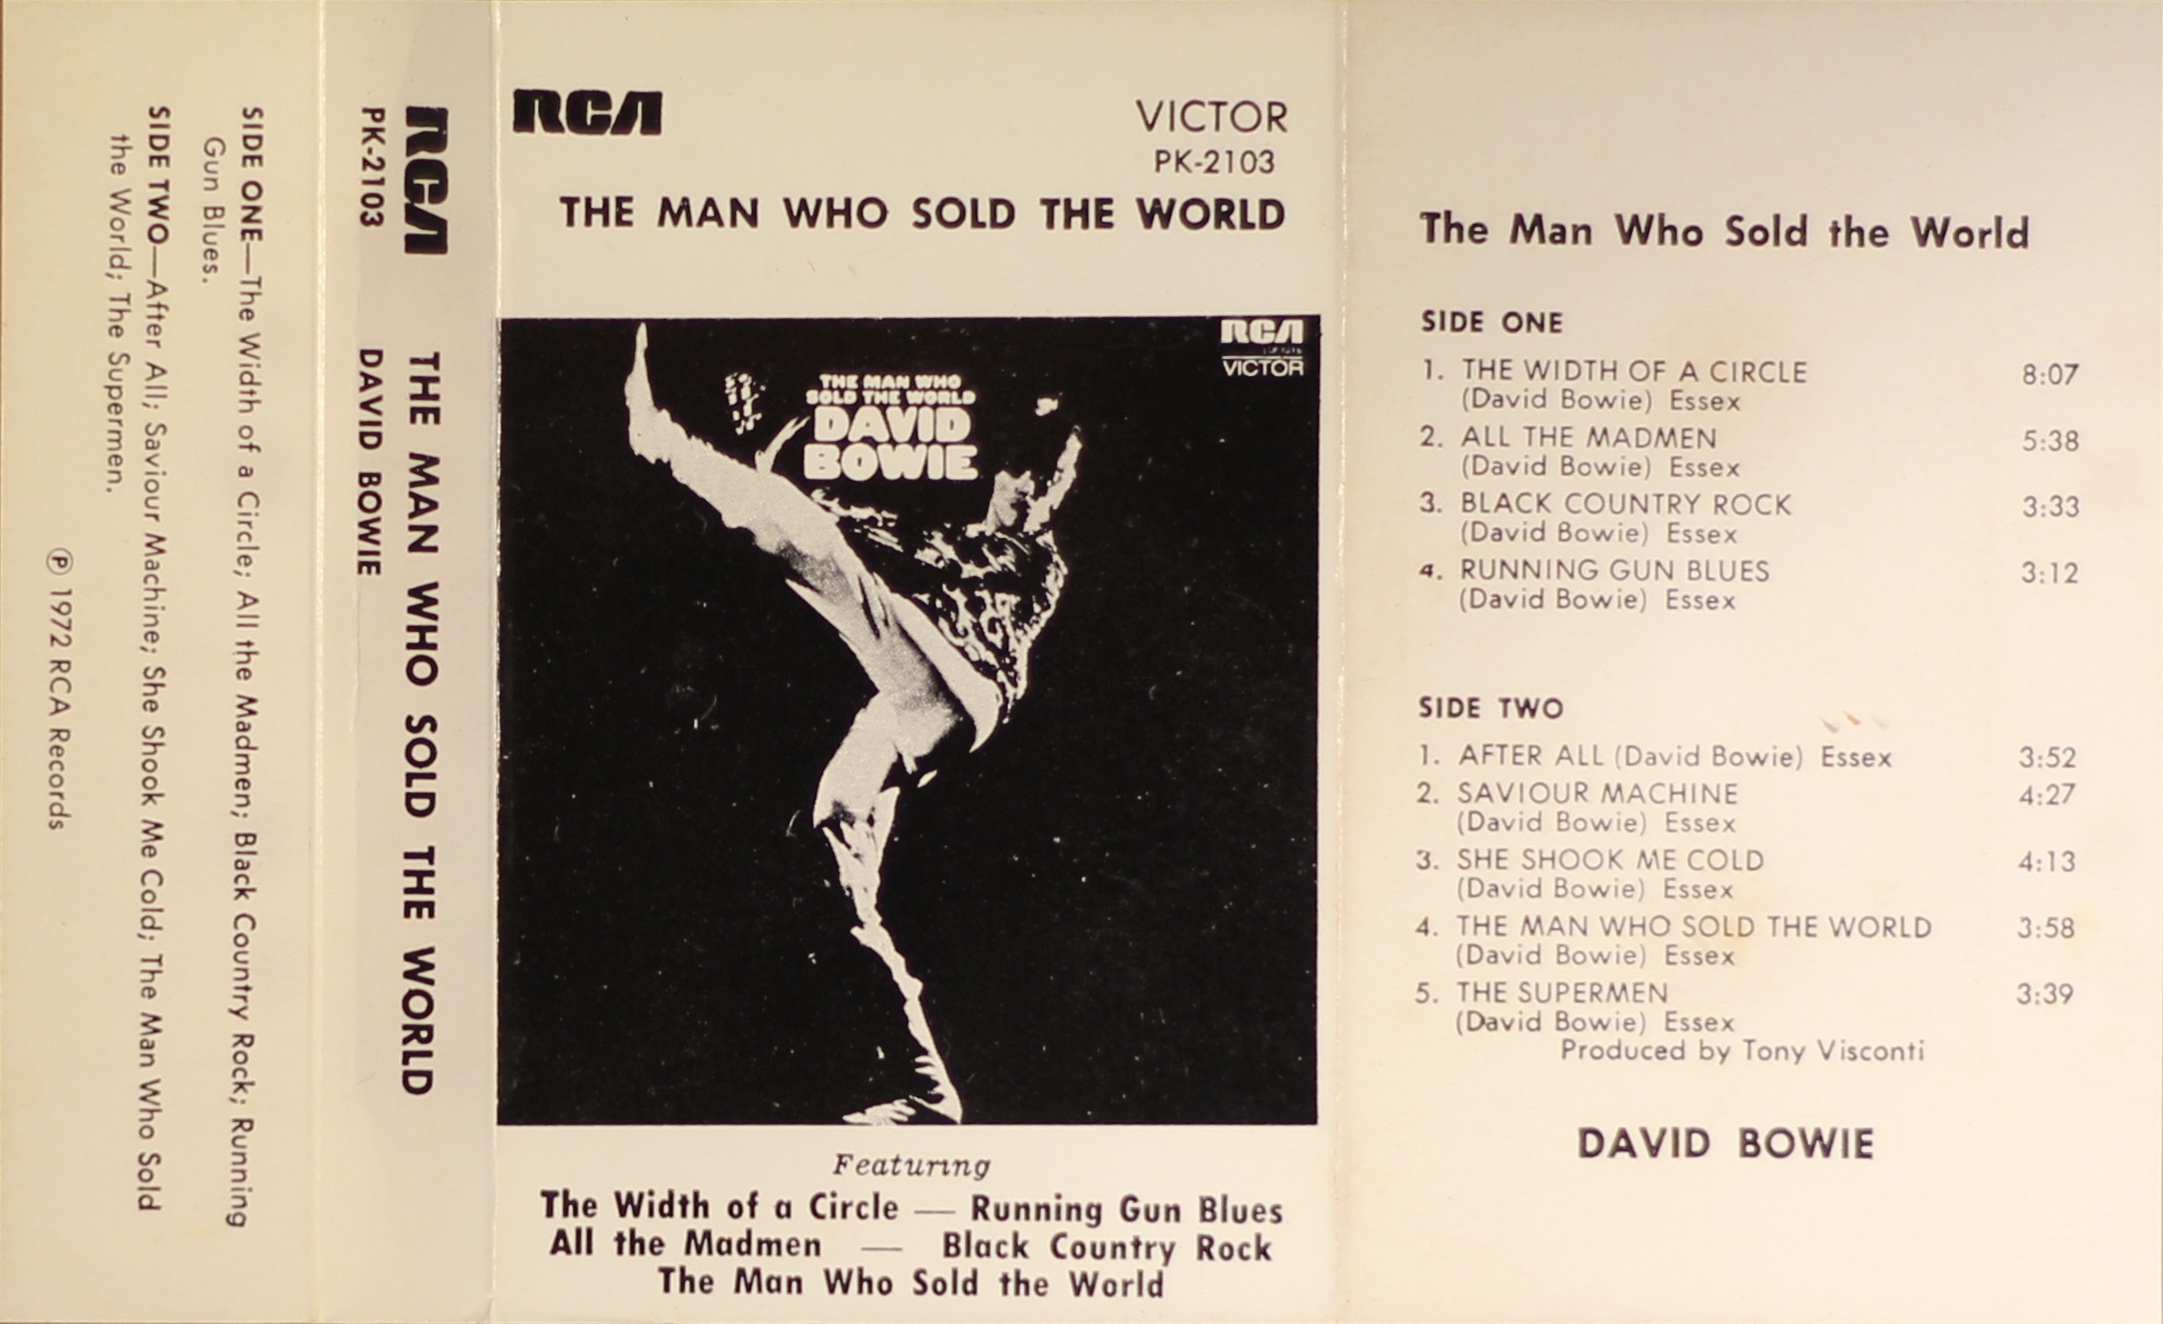 SIDE ONE—The Width of a Circle; All the Madmen; Black Country Rock; Running
Gun Blues.
SIDE TWO—After All; Saviour Machine; She Shook Me Cold; The Man Who Sold
the World; The Supermen.
℗ 1972 RCA Records
RCA THE MAN WHO SOLD THE WORLD
PK-2103 DAVID BOWIE
RCA
VICTOR
PK-2103
THE MAN WHO SOLD THE WORLD
RCA
VICTOR
THE MAN WHO
SOLD THE WORLD
DAVID
BOWIE
Featuring
The Width of a Circle — Running Gun Blues
All the Madmen — Black Country Rock
The Man Who Sold the World
The Man Who Sold the World
SIDE ONE
1. THE WIDTH OF A CIRCLE 8:07
(David Bowie) Essex
2. ALL THE MADMEN 5:38
(David Bowie) Essex
3. BLACK COUNTRY ROCK 3:33
(David Bowie) Essex
4. RUNNING GUN BLUES 3:12
(David Bowie) Essex
SIDE TWO
1. AFTER ALL (David Bowie) Essex 3:52
2. SAVIOUR MACHINE 4:27
(David Bowie) Essex
3. SHE SHOOK ME COLD 4:13
(David Bowie) Essex
4. THE MAN WHO SOLD THE WORLD 3:58
(David Bowie) Essex
5. THE SUPERMEN 3:39
(David Bowie) Essex
Produced by Tony Visconti
DAVID BOWIE